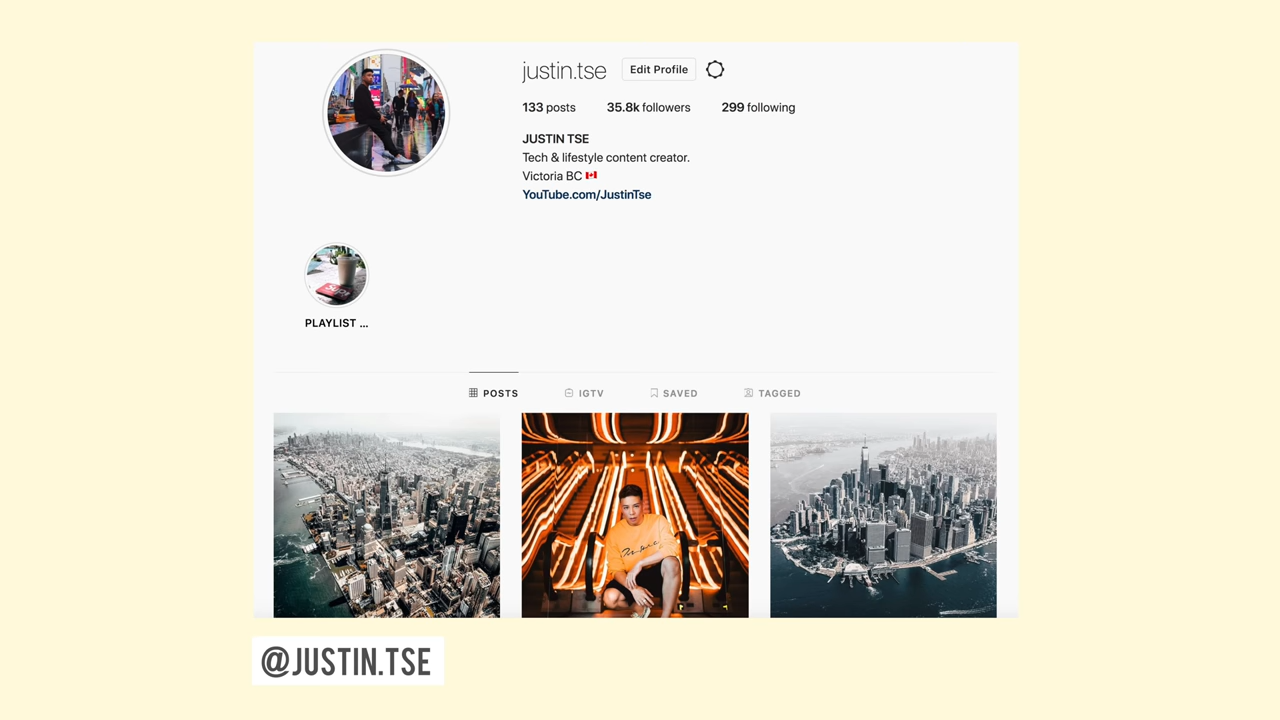 justin.tse Edit Profile
133 posts 35.8k followers 299 following
JUSTIN TSE
Tech & lifestyle content creator.
Victoria BC 🇨🇦
YouTube.com/JustinTse
PLAYLIST ...
POSTS IGTV SAVED TAGGED
@JUSTIN.TSE